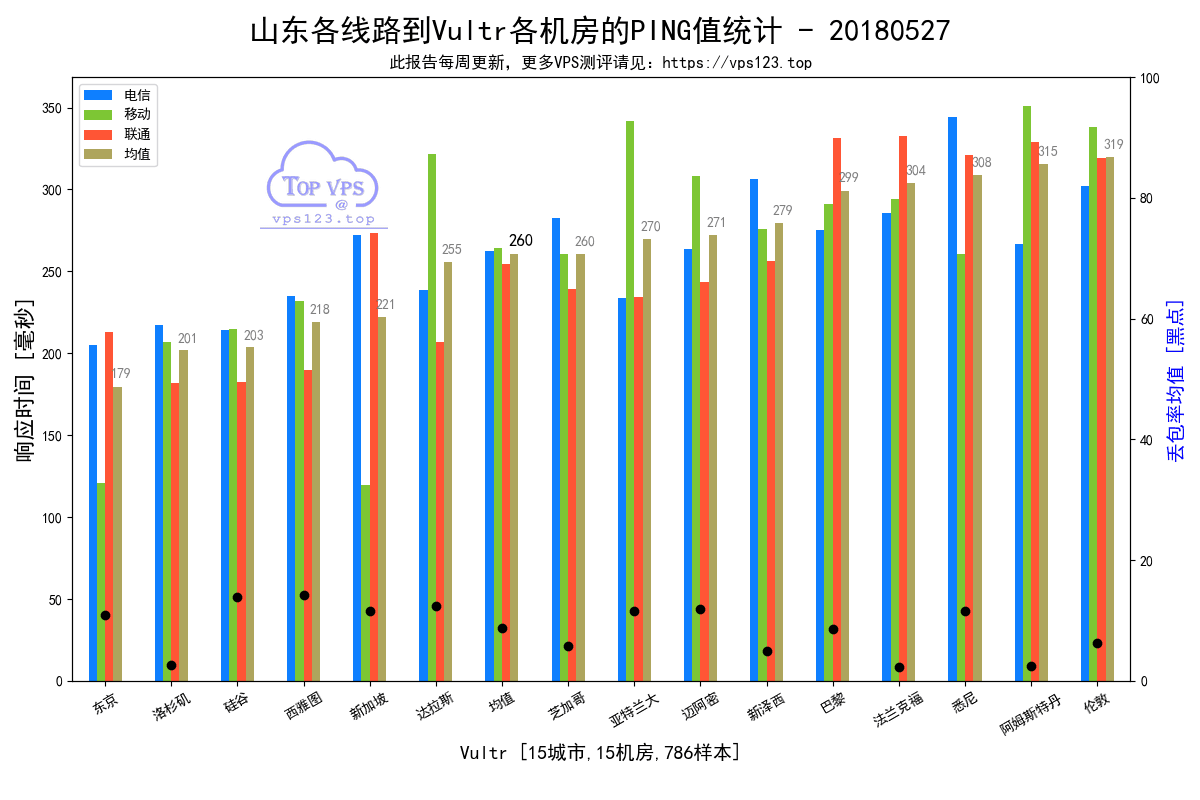 山东各线路到Vultr各机房的PING值统计 - 20180527
此报告每周更新，更多VPS测评请见：https://vps123.top
电信
移动
联通
均值
TOP VPS
@
vps123.top
响应时间 [毫秒]
350
300
250
200
150
100
50
0
179
201
203
218
221
255
260
260
270
271
279
299
304
308
315
319
100
80
60
40
20
0
丢包率均值 [黑点]
东京
洛杉矶
硅谷
西雅图
新加坡
达拉斯
均值
芝加哥
亚特兰大
迈阿密
新泽西
巴黎
法兰克福
悉尼
阿姆斯特丹
伦敦
Vultr [15城市,15机房,786样本]